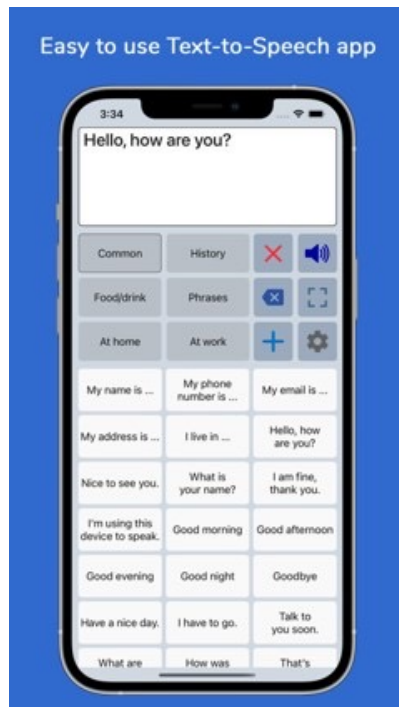 Easy to use Text-to-Speech app
3:34
Hello, how are you?
Common
History
Food/drink
Phrases
At home
At work
My name is ...
My phone
number is ...
My email is ...
My address is ...
I live in ...
Hello, how
are you?
Nice to see you.
What is
your name?
I am fine,
thank you.
I'm using this
device to speak.
Good morning
Good afternoon
Good evening
Good night
Goodbye
Have a nice day.
I have to go.
Talk to
you soon.
What are
How was
That's